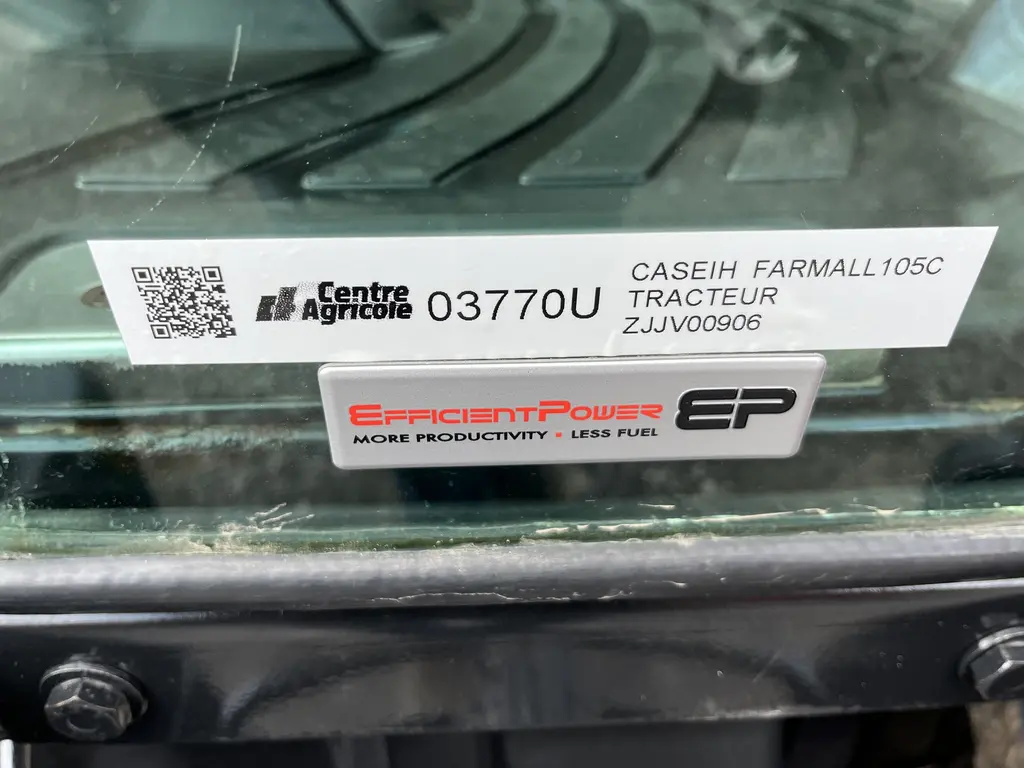 Centre
Agricole
03770U
CASEIH FARMALL105C
TRACTEUR
ZJJV00906
EFFICIENTPOWER
MORE PRODUCTIVITY ▪ LESS FUEL
EP